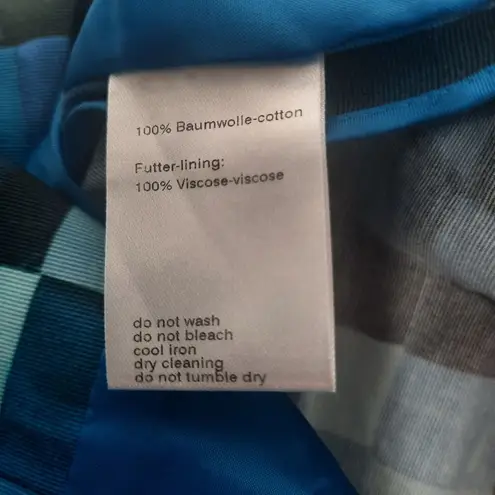 100% Baumwolle-cotton
Futter-lining:
100% Viscose-viscose
do not wash
do not bleach
cool iron
dry cleaning
do not tumble dry